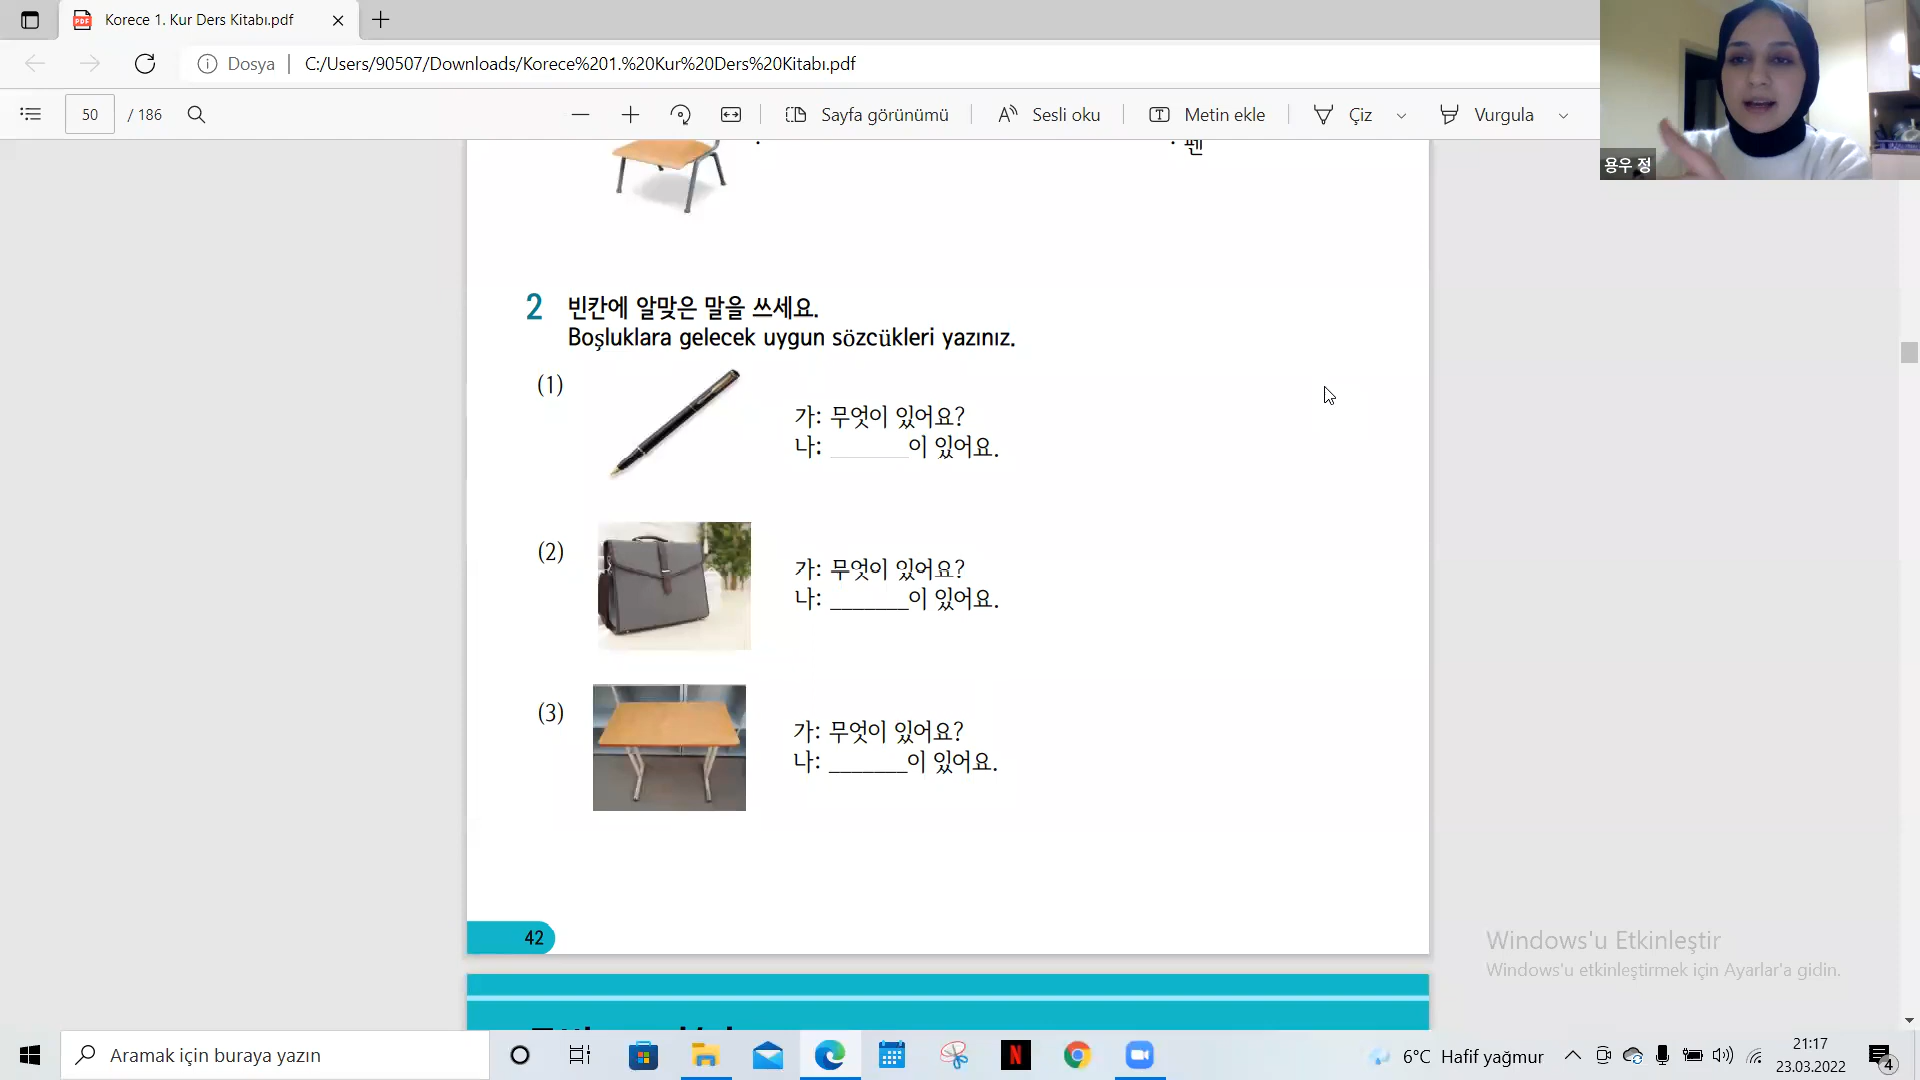 Korece 1. Kur Ders Kitabı.pdf
Dosya
C:/Users/90507/Downloads/Korece%201.%20Kur%20Ders%20Kitabı.pdf
50 / 186
Sayfa görünümü
Sesli oku
Metin ekle
Çiz
Vurgula
용우 정
· 펜
2 빈칸에 알맞은 말을 쓰세요.
Boşluklara gelecek uygun sözcükleri yazınız.
(1)
가: 무엇이 있어요?
나: _______이 있어요.
(2)
가: 무엇이 있어요?
나: _______이 있어요.
(3)
가: 무엇이 있어요?
나: _______이 있어요.
42
Windows'u Etkinleştir
Windows'u etkinleştirmek için Ayarlar'a gidin.
Aramak için buraya yazın
6°C Hafif yağmur
21:17
23.03.2022
4